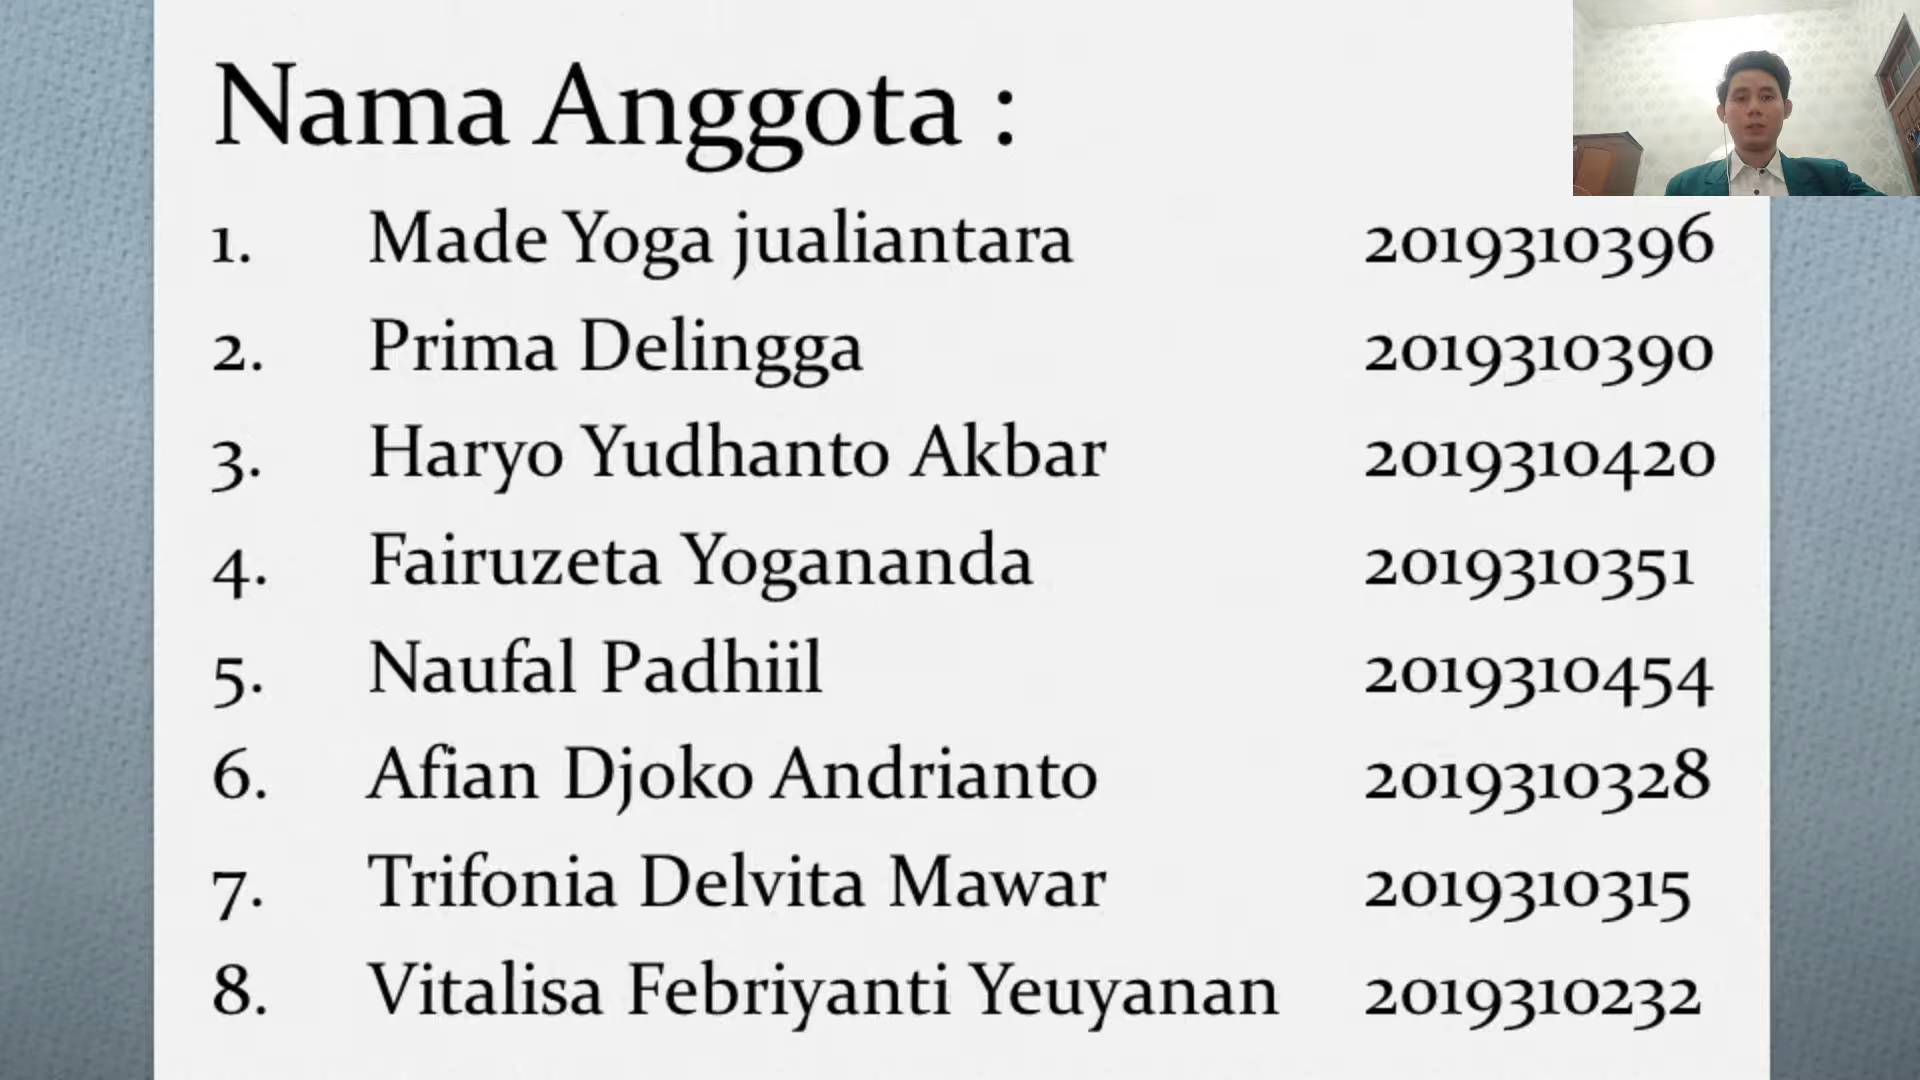 Nama Anggota :
1. Made Yoga jualiantara 2019310396
2. Prima Delingga 2019310390
3. Haryo Yudhanto Akbar 2019310420
4. Fairuzeta Yogananda 2019310351
5. Naufal Padhiil 2019310454
6. Afian Djoko Andrianto 2019310328
7. Trifonia Delvita Mawar 2019310315
8. Vitalisa Febriyanti Yeuyanan 2019310232